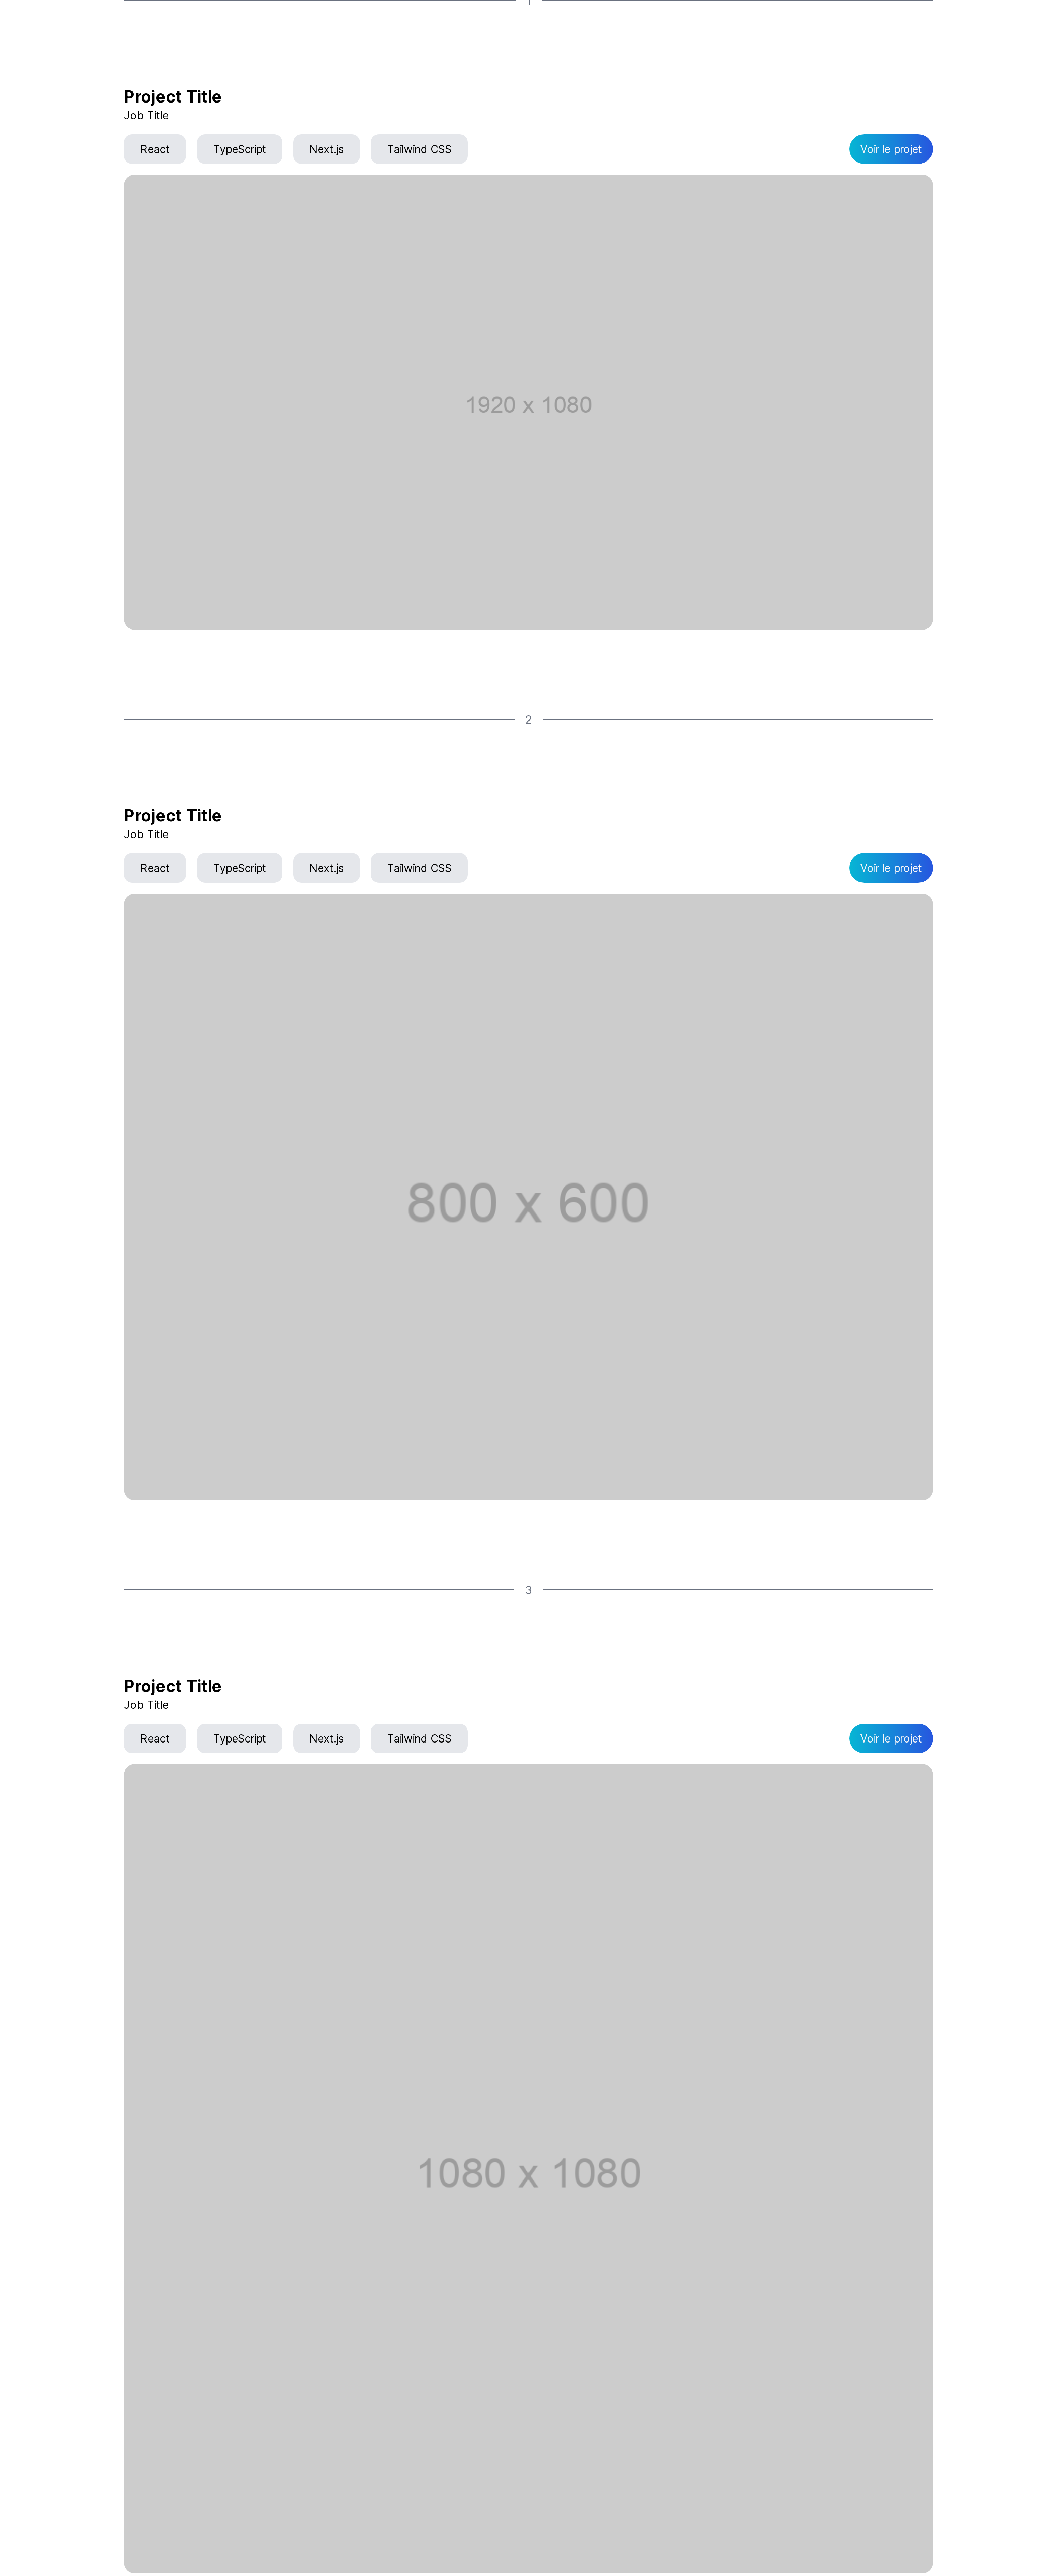 Project Title
Job Title
React TypeScript Next.js Tailwind CSS Voir le projet
1920 x 1080
2
Project Title
Job Title
React TypeScript Next.js Tailwind CSS Voir le projet
800 x 600
3
Project Title
Job Title
React TypeScript Next.js Tailwind CSS Voir le projet
1080 x 1080